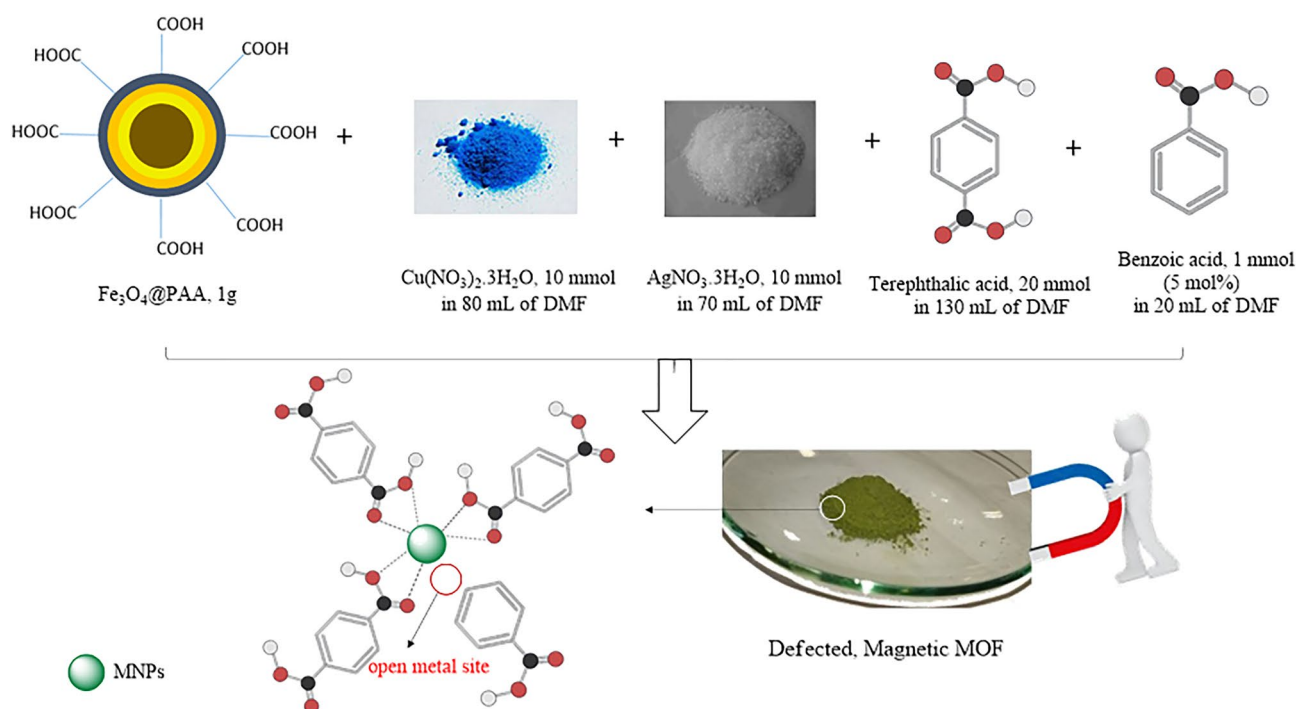 COOH
HOOC
COOH
HOOC
COOH
HOOC
COOH
COOH
Fe₃O₄@PAA, 1g
+
Cu(NO₃)₂.3H₂O, 10 mmol
in 80 mL of DMF
+
AgNO₃.3H₂O, 10 mmol
in 70 mL of DMF
+
Terephthalic acid, 20 mmol
in 130 mL of DMF
+
Benzoic acid, 1 mmol
(5 mol%)
in 20 mL of DMF
open metal site
MNPs
Defected, Magnetic MOF